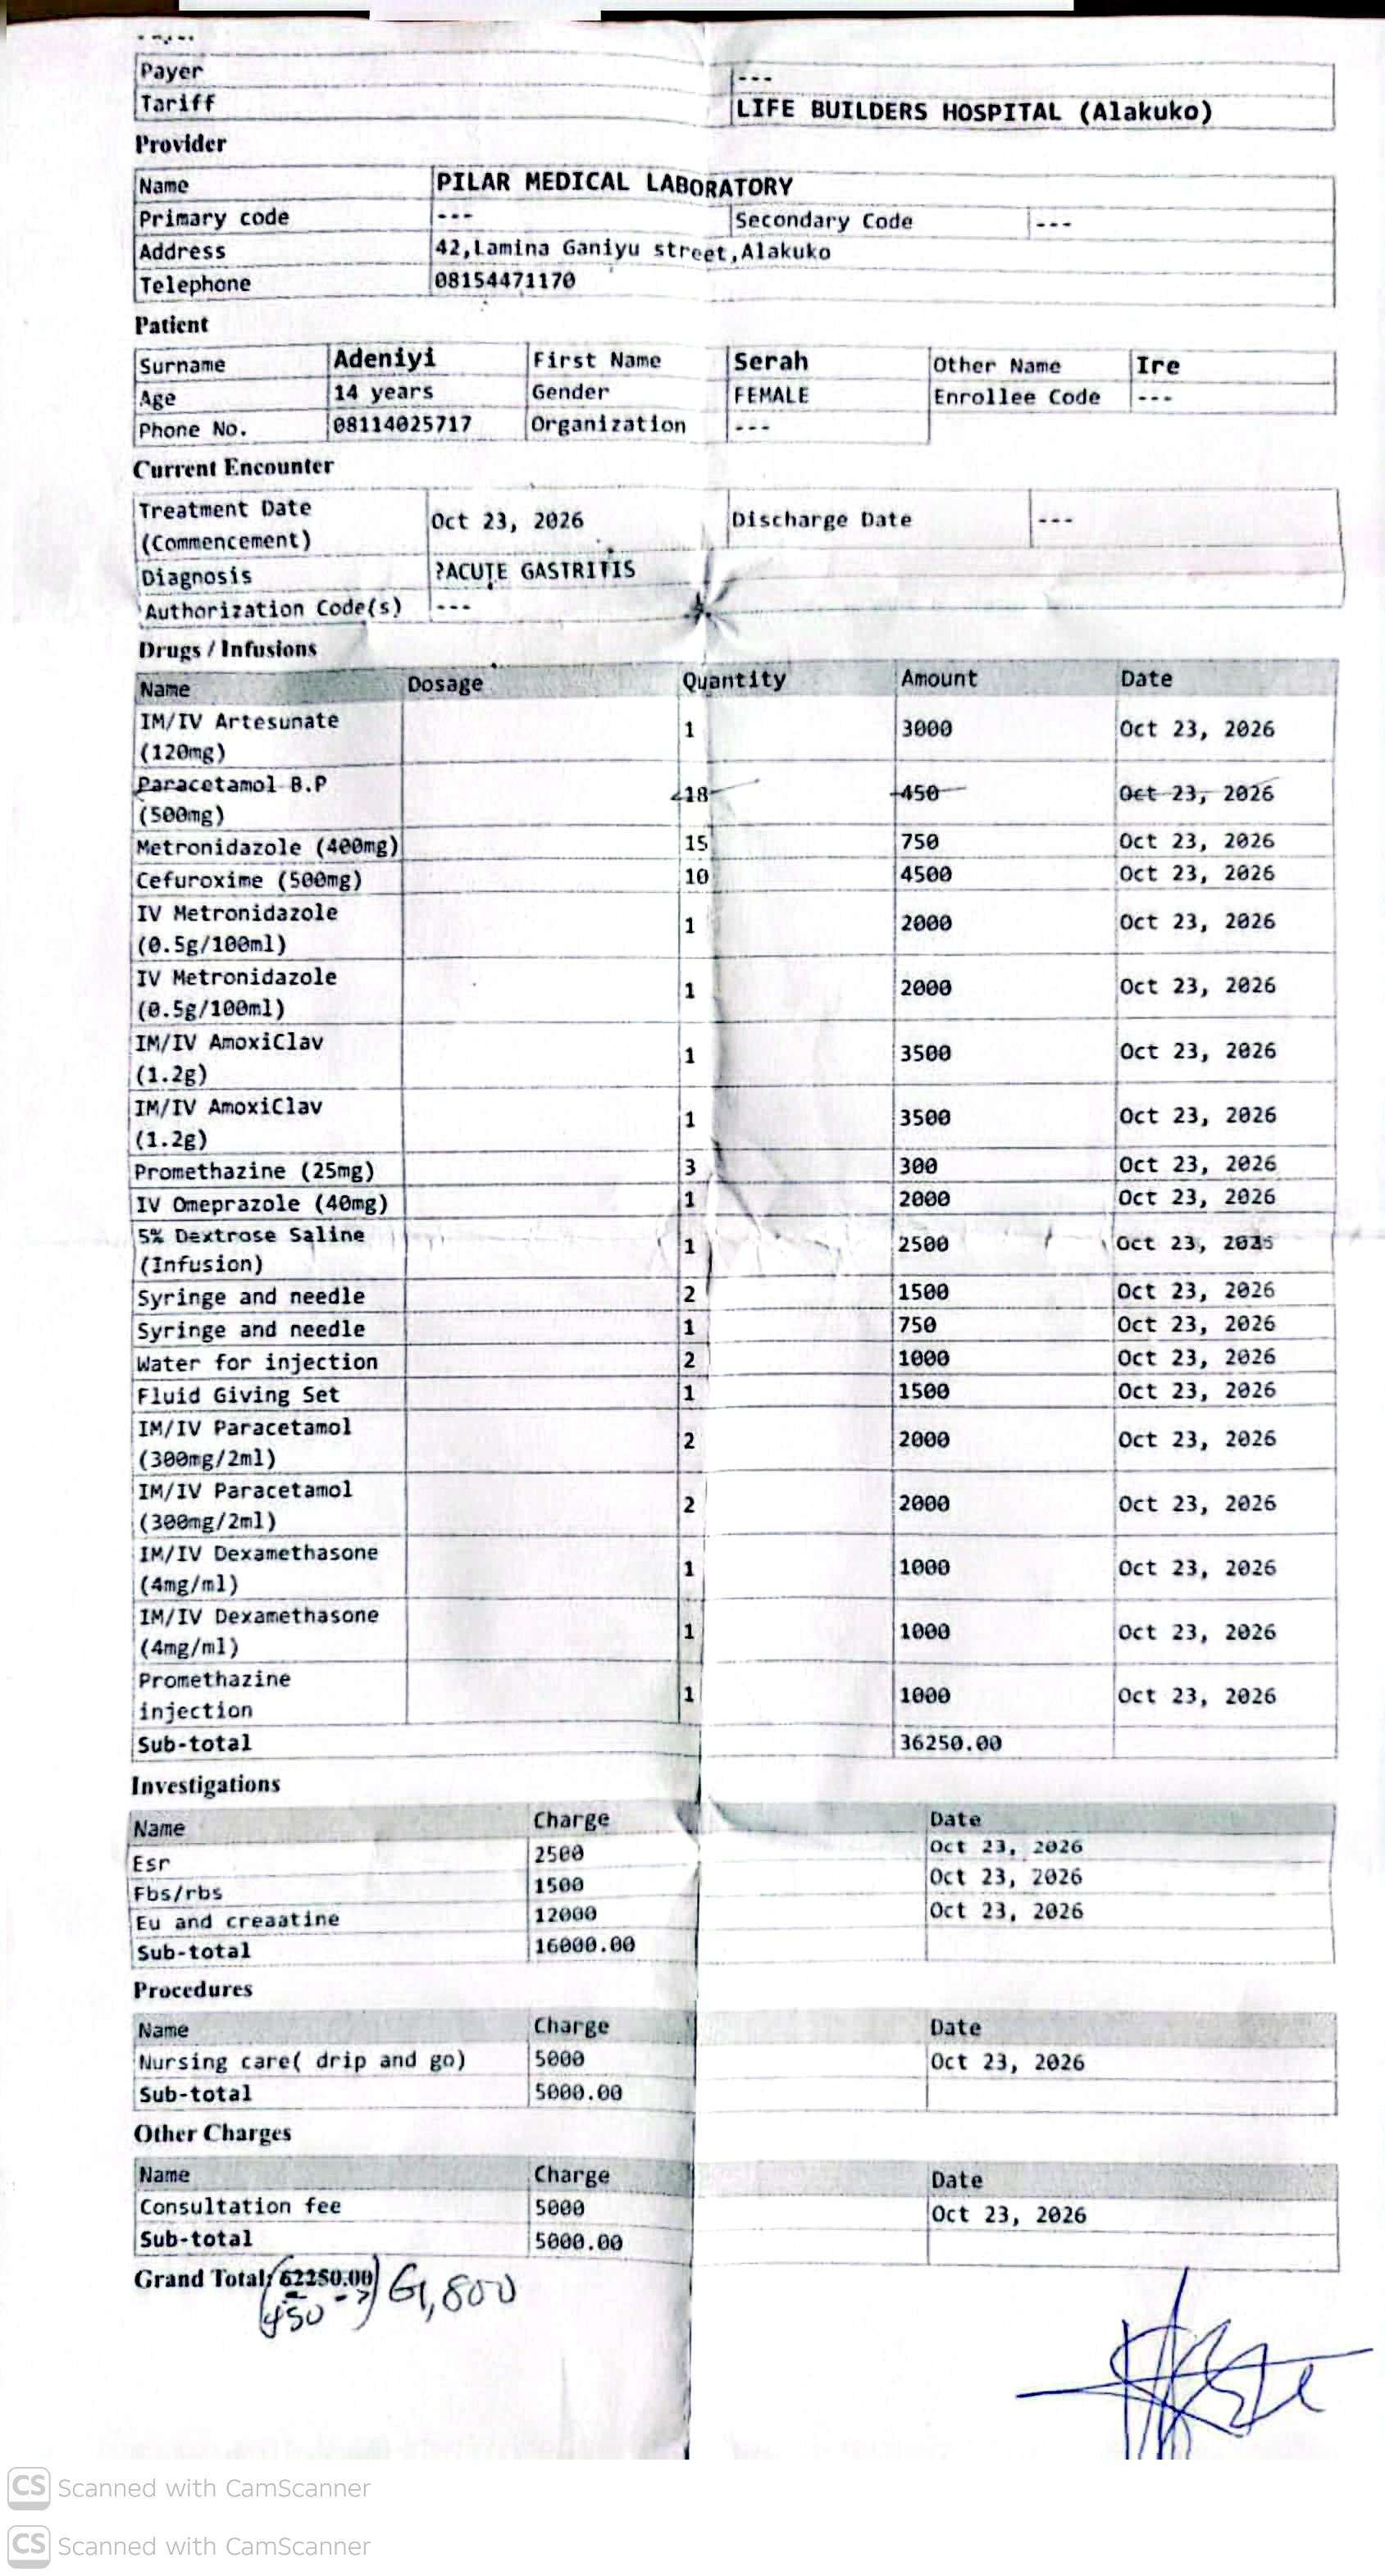 Payer ---
Tariff LIFE BUILDERS HOSPITAL (Alakuko)
Provider
Name PILAR MEDICAL LABORATORY
Primary code --- Secondary Code ---
Address 42,Lamina Ganiyu street,Alakuko
Telephone 08154471170
Patient
Surname Adeniyi First Name Serah Other Name Ire
Age 14 years Gender FEMALE Enrollee Code ---
Phone No. 08114025717 Organization ---
Current Encounter
Treatment Date
(Commencement) Oct 23, 2026 Discharge Date ---
Diagnosis ?ACUTE GASTRITIS
Authorization Code(s) ---
Drugs / Infusions
Name Dosage Quantity Amount Date
IM/IV Artesunate
(120mg) 1 3000 Oct 23, 2026
Paracetamol B.P
(500mg) 18 450 Oct 23, 2026
Metronidazole (400mg) 15 750 Oct 23, 2026
Cefuroxime (500mg) 10 4500 Oct 23, 2026
IV Metronidazole
(0.5g/100ml) 1 2000 Oct 23, 2026
IV Metronidazole
(0.5g/100ml) 1 2000 Oct 23, 2026
IM/IV AmoxiClav
(1.2g) 1 3500 Oct 23, 2026
IM/IV AmoxiClav
(1.2g) 1 3500 Oct 23, 2026
Promethazine (25mg) 3 300 Oct 23, 2026
IV Omeprazole (40mg) 1 2000 Oct 23, 2026
5% Dextrose Saline
(Infusion) 1 2500 Oct 23, 2026
Syringe and needle 2 1500 Oct 23, 2026
Syringe and needle 1 750 Oct 23, 2026
Water for injection 2 1000 Oct 23, 2026
Fluid Giving Set 1 1500 Oct 23, 2026
IM/IV Paracetamol
(300mg/2ml) 2 2000 Oct 23, 2026
IM/IV Paracetamol
(300mg/2ml) 2 2000 Oct 23, 2026
IM/IV Dexamethasone
(4mg/ml) 1 1000 Oct 23, 2026
IM/IV Dexamethasone
(4mg/ml) 1 1000 Oct 23, 2026
Promethazine
injection 1 1000 Oct 23, 2026
Sub-total 36250.00
Investigations
Name Charge Date
Esr 2500 Oct 23, 2026
Fbs/rbs 1500 Oct 23, 2026
Eu and creaatine 12000 Oct 23, 2026
Sub-total 16000.00
Procedures
Name Charge Date
Nursing care( drip and go) 5000 Oct 23, 2026
Sub-total 5000.00
Other Charges
Name Charge Date
Consultation fee 5000 Oct 23, 2026
Sub-total 5000.00
Grand Total: (62250.00) 61,800
450
CS Scanned with CamScanner
CS Scanned with CamScanner